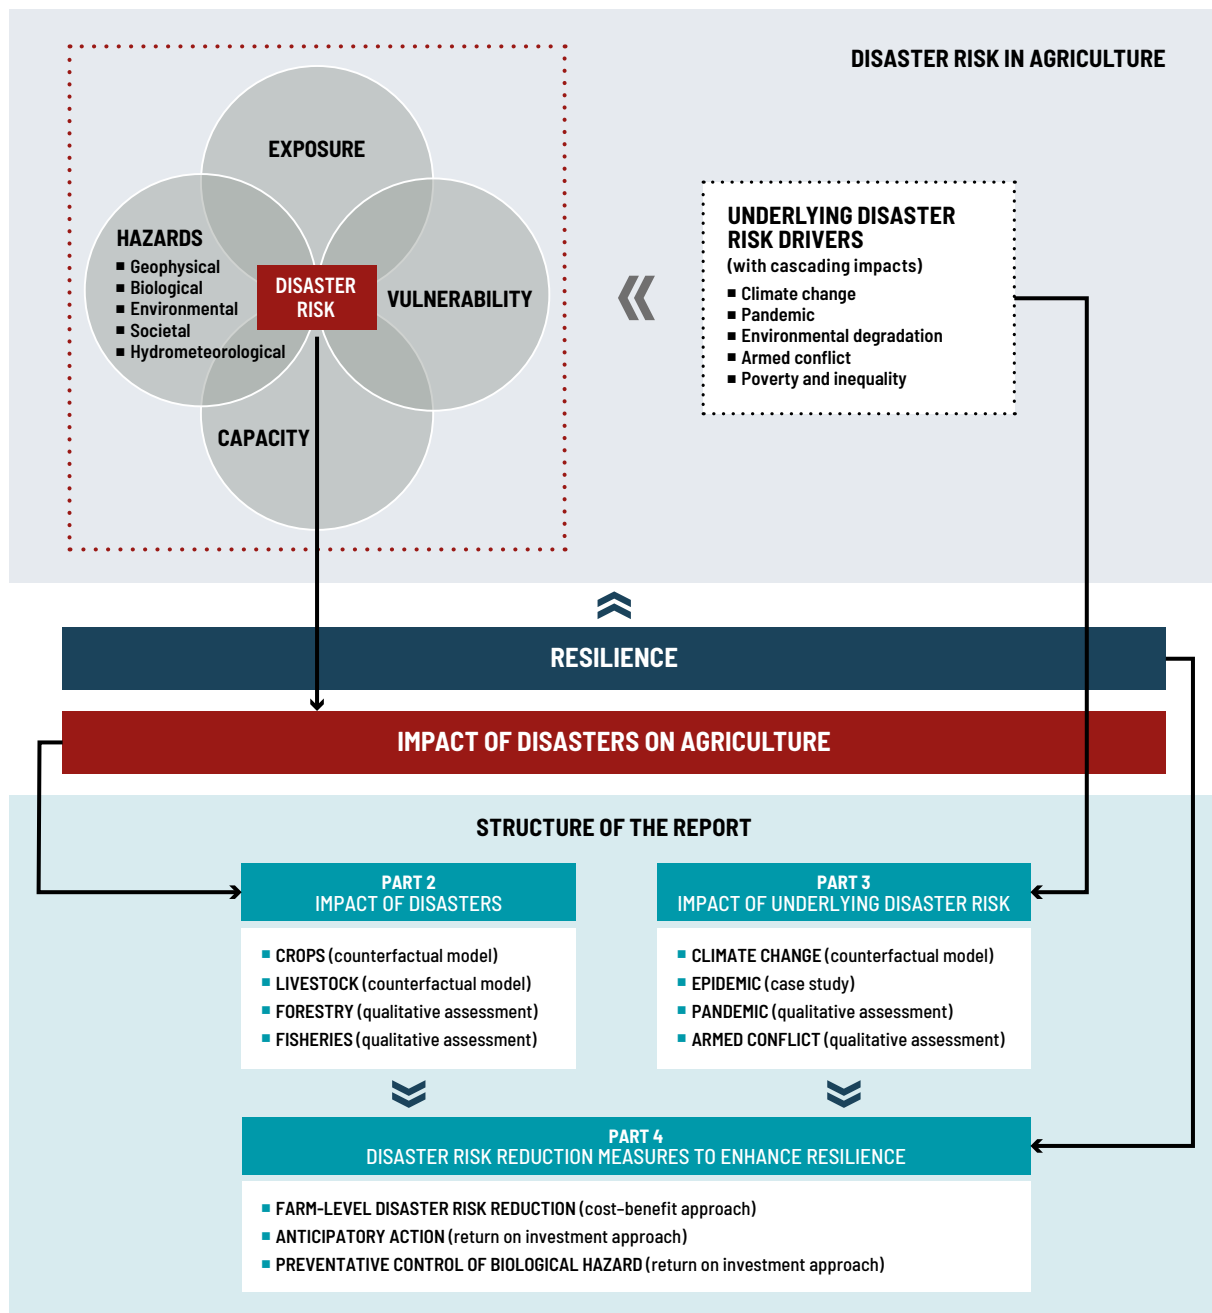 DISASTER RISK IN AGRICULTURE
EXPOSURE
HAZARDS
■ Geophysical
■ Biological
■ Environmental
■ Societal
■ Hydrometeorological
DISASTER
RISK
VULNERABILITY
CAPACITY
UNDERLYING DISASTER
RISK DRIVERS
(with cascading impacts)
■ Climate change
■ Pandemic
■ Environmental degradation
■ Armed conflict
■ Poverty and inequality
RESILIENCE
IMPACT OF DISASTERS ON AGRICULTURE
STRUCTURE OF THE REPORT
PART 2
IMPACT OF DISASTERS
■ CROPS (counterfactual model)
■ LIVESTOCK (counterfactual model)
■ FORESTRY (qualitative assessment)
■ FISHERIES (qualitative assessment)
PART 3
IMPACT OF UNDERLYING DISASTER RISK
■ CLIMATE CHANGE (counterfactual model)
■ EPIDEMIC (case study)
■ PANDEMIC (qualitative assessment)
■ ARMED CONFLICT (qualitative assessment)
PART 4
DISASTER RISK REDUCTION MEASURES TO ENHANCE RESILIENCE
■ FARM-LEVEL DISASTER RISK REDUCTION (cost–benefit approach)
■ ANTICIPATORY ACTION (return on investment approach)
■ PREVENTATIVE CONTROL OF BIOLOGICAL HAZARD (return on investment approach)